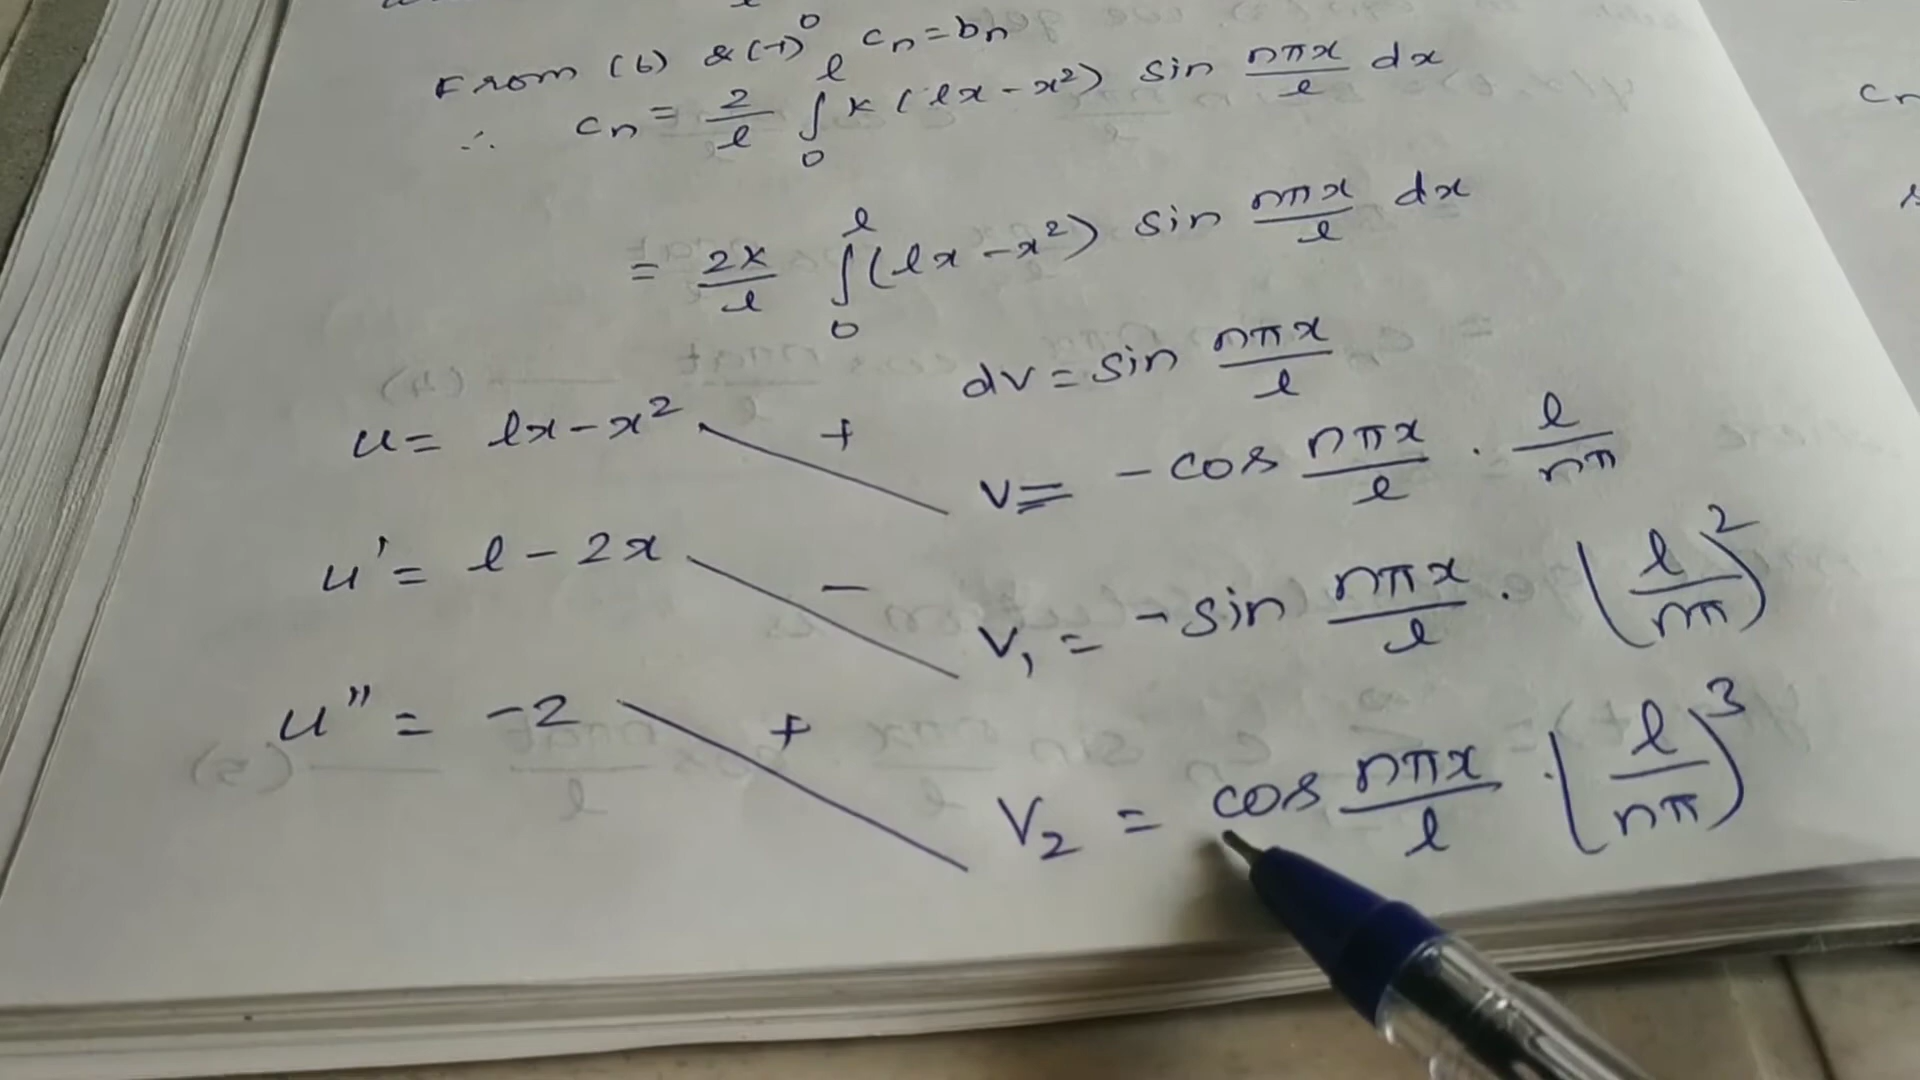 From (6) & (7) cn = bn
∴ cn = 2/l ∫₀ˡ k (lx - x²) sin nπx/l dx
= 2k/l ∫₀ˡ (lx - x²) sin nπx/l dx
dv = sin nπx/l
u = lx - x² +
v = - cos nπx/l · l/nπ
u' = l - 2x -
v₁ = - sin nπx/l · (l/nπ)²
u" = -2 +
v₂ = cos nπx/l · (l/nπ)³
cn